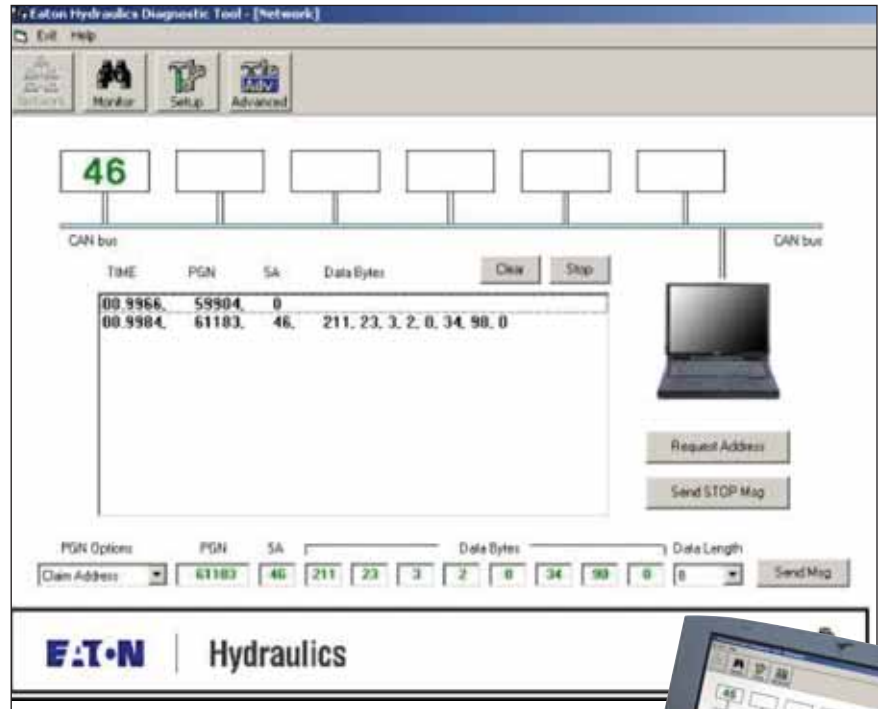 Eaton Hydraulics Diagnostic Tool - [Network]
Exit Help
Network Monitor Setup Advanced
Adv
46
CAN bus CAN bus
TIME PGN SA Data Bytes Clear Stop
00.9966, 59904, 0
00.9984, 61183, 46, 211, 23, 3, 2, 0, 34, 98, 0
Request Address
Send STOP Msg
PGN Options PGN SA Data Bytes Data Length
Claim Address 61183 46 211 23 3 2 0 34 98 0 8 Send Msg
EATON Hydraulics
46